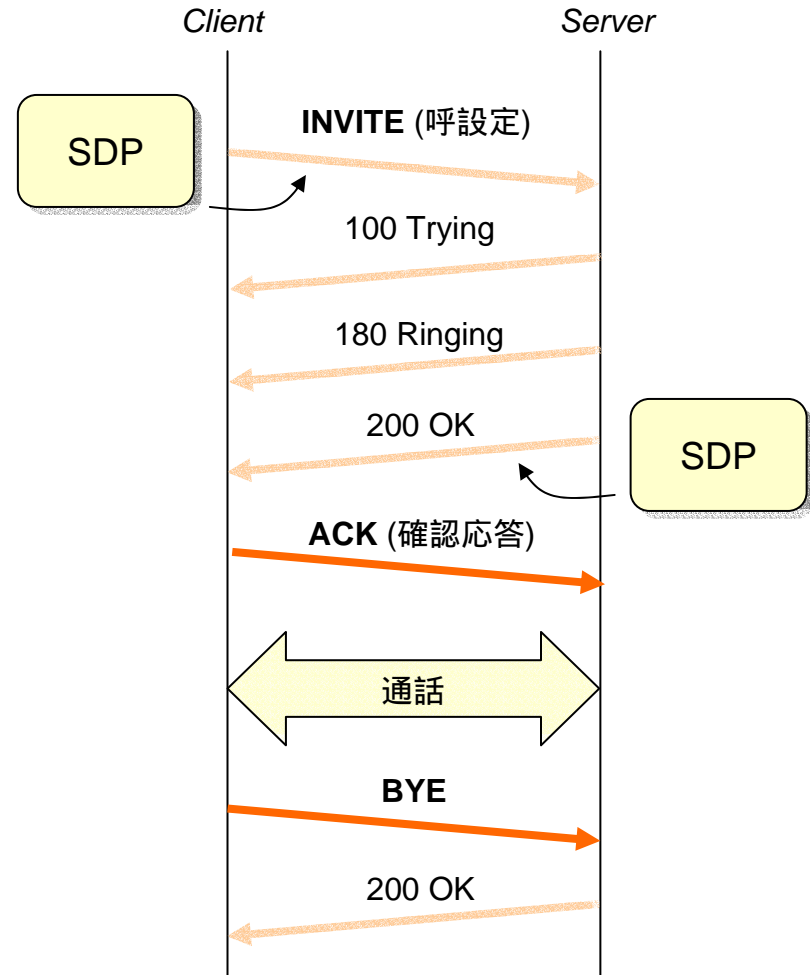 Client
Server
INVITE (呼設定)
SDP
100 Trying
180 Ringing
200 OK
SDP
ACK (確認応答)
通話
BYE
200 OK